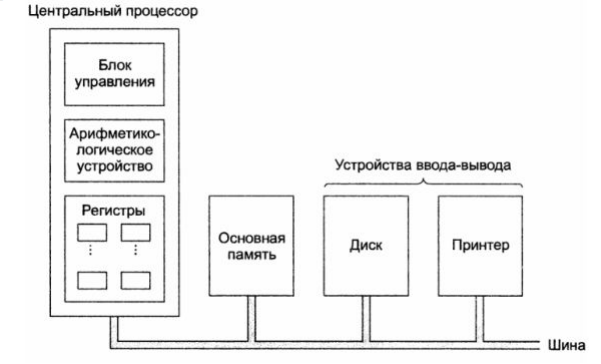 Центральный процессор
Блок
управления
Арифметико-
логическое
устройство
Регистры
Устройства ввода-вывода
Основная
память
Диск
Принтер
Шина